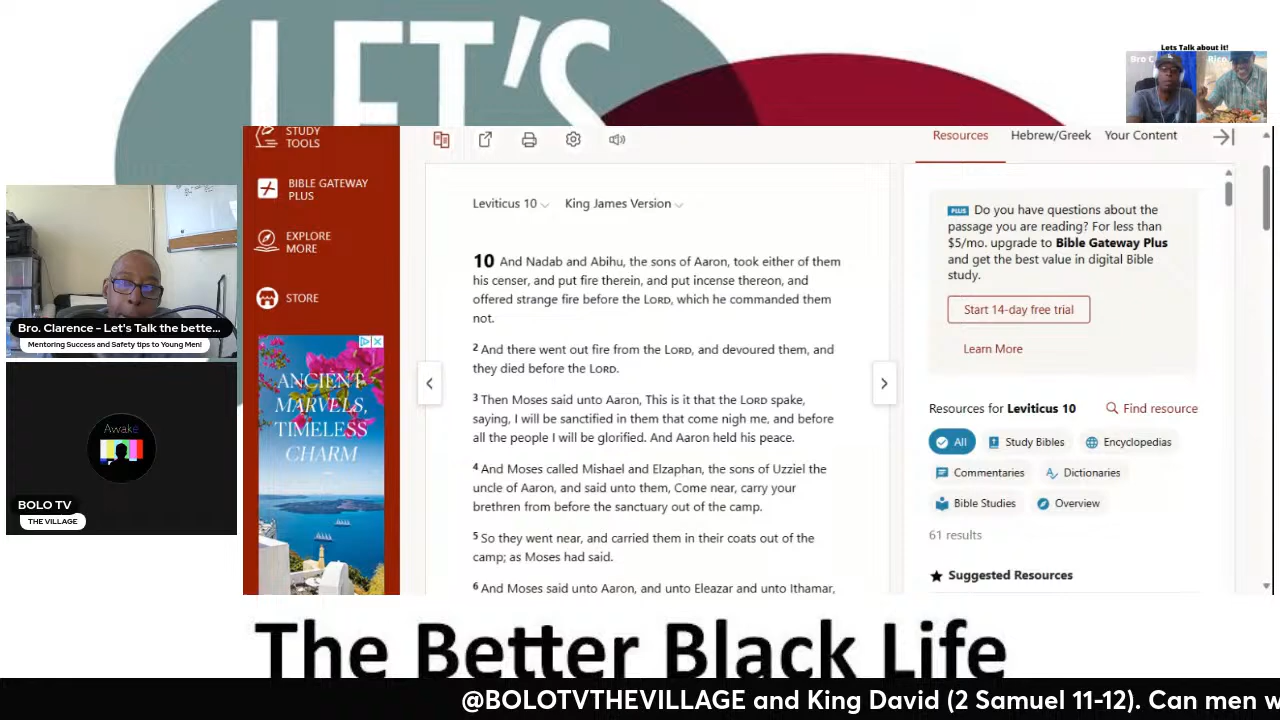 LET'S
Lets Talk about it!
Bro C
Rico
STUDY
TOOLS
BIBLE GATEWAY
PLUS
EXPLORE
MORE
STORE
ANCIENT
MARVELS,
TIMELESS
CHARM
Leviticus 10
King James Version
10 And Nadab and Abihu, the sons of Aaron, took either of them
his censer, and put fire therein, and put incense thereon, and
offered strange fire before the LORD, which he commanded them
not.
2 And there went out fire from the LORD, and devoured them, and
they died before the LORD.
3 Then Moses said unto Aaron, This is it that the LORD spake,
saying, I will be sanctified in them that come nigh me, and before
all the people I will be glorified. And Aaron held his peace.
4 And Moses called Mishael and Elzaphan, the sons of Uzziel the
uncle of Aaron, and said unto them, Come near, carry your
brethren from before the sanctuary out of the camp.
5 So they went near, and carried them in their coats out of the
camp; as Moses had said.
6 And Moses said unto Aaron, and unto Eleazar and unto Ithamar,
Resources
Hebrew/Greek
Your Content
PLUS Do you have questions about the
passage you are reading? For less than
$5/mo. upgrade to Bible Gateway Plus
and get the best value in digital Bible
study.
Start 14-day free trial
Learn More
Resources for Leviticus 10
Find resource
All
Study Bibles
Encyclopedias
Commentaries
Dictionaries
Bible Studies
Overview
61 results
Suggested Resources
Bro. Clarence - Let's Talk the bette...
Mentoring Success and Safety tips to Young Men!
Awake
BOLO TV
THE VILLAGE
The Better Black Life
@BOLOTVTHEVILLAGE and King David (2 Samuel 11-12). Can men w